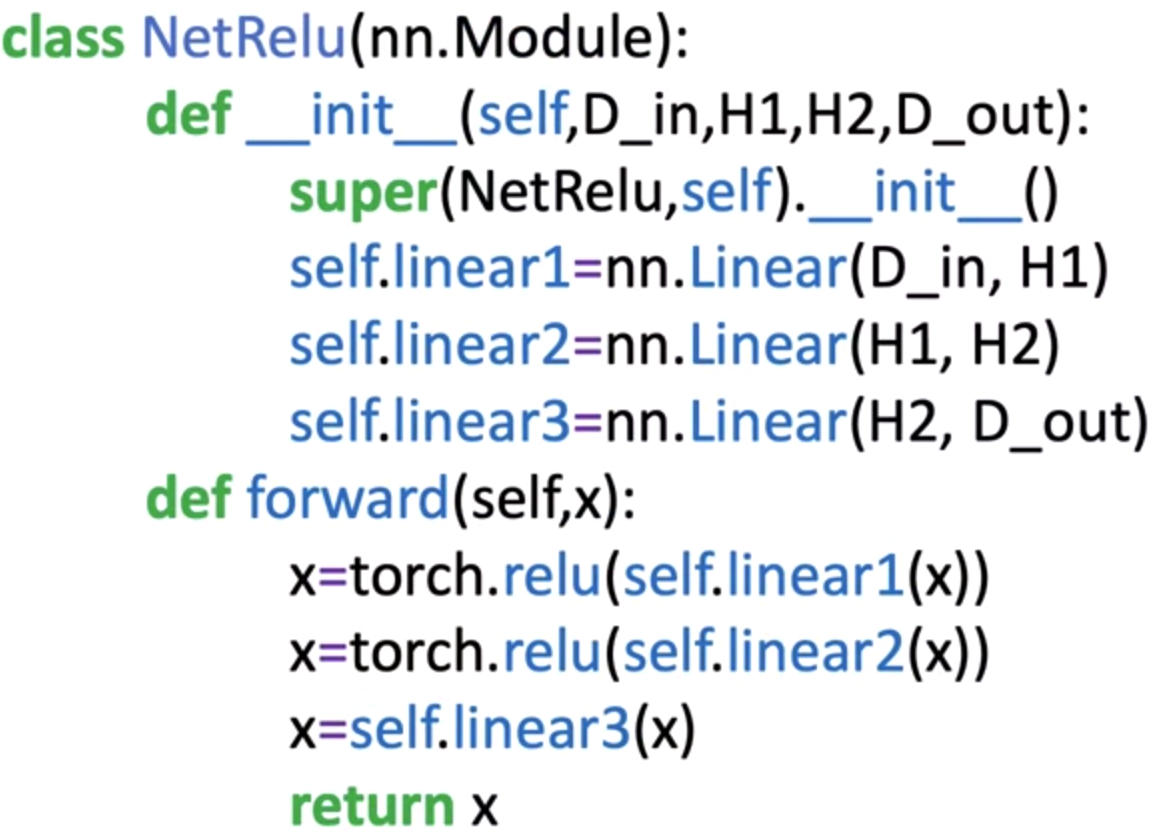 class NetRelu(nn.Module):
def __init__(self,D_in,H1,H2,D_out):
super(NetRelu,self).__init__()
self.linear1=nn.Linear(D_in, H1)
self.linear2=nn.Linear(H1, H2)
self.linear3=nn.Linear(H2, D_out)
def forward(self,x):
x=torch.relu(self.linear1(x))
x=torch.relu(self.linear2(x))
x=self.linear3(x)
return x